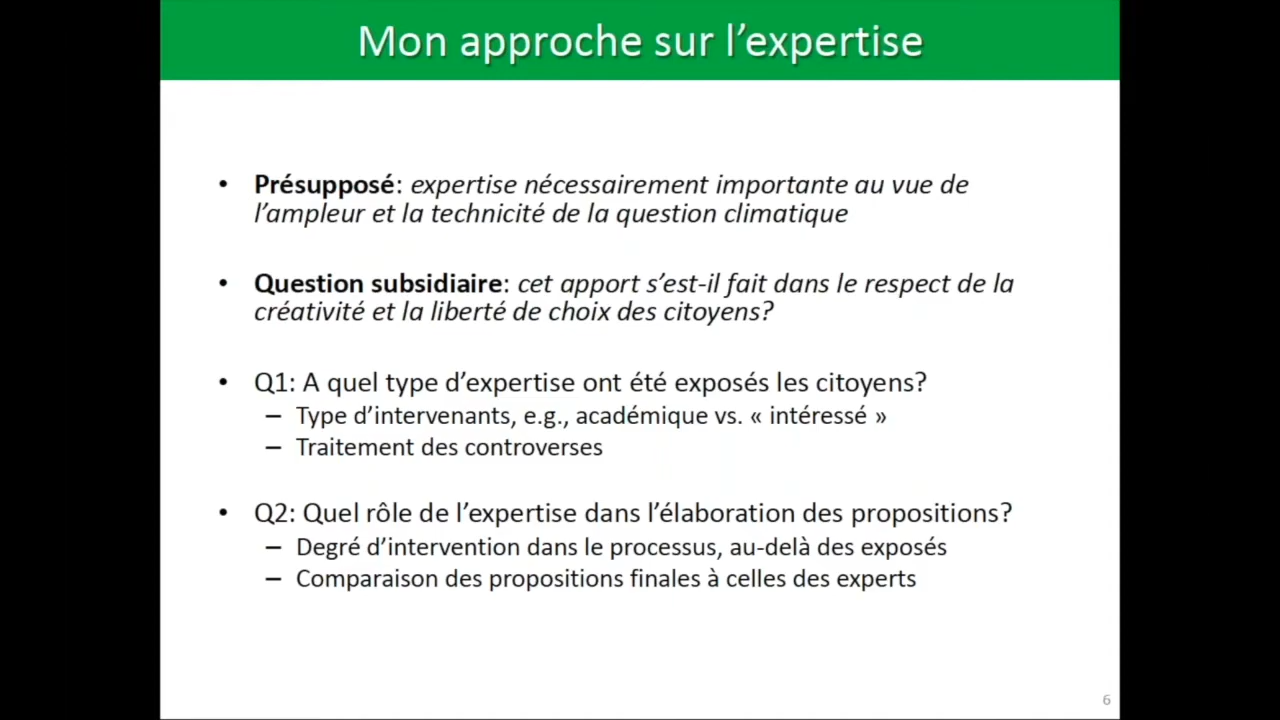 Mon approche sur l’expertise
• Présupposé: expertise nécessairement importante au vue de
l’ampleur et la technicité de la question climatique
• Question subsidiaire: cet apport s’est-il fait dans le respect de la
créativité et la liberté de choix des citoyens?
• Q1: A quel type d’expertise ont été exposés les citoyens?
– Type d’intervenants, e.g., académique vs. « intéressé »
– Traitement des controverses
• Q2: Quel rôle de l’expertise dans l’élaboration des propositions?
– Degré d’intervention dans le processus, au-delà des exposés
– Comparaison des propositions finales à celles des experts
6